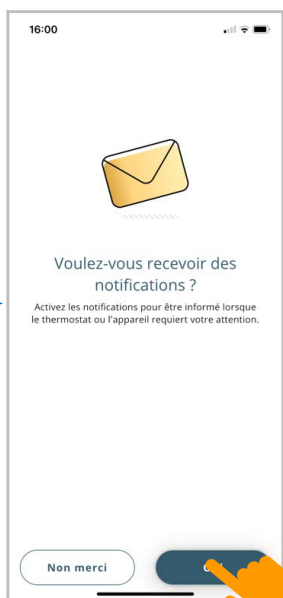 16:00
Voulez-vous recevoir des
notifications ?
Activez les notifications pour être informé lorsque
le thermostat ou l'appareil requiert votre attention.
Non merci